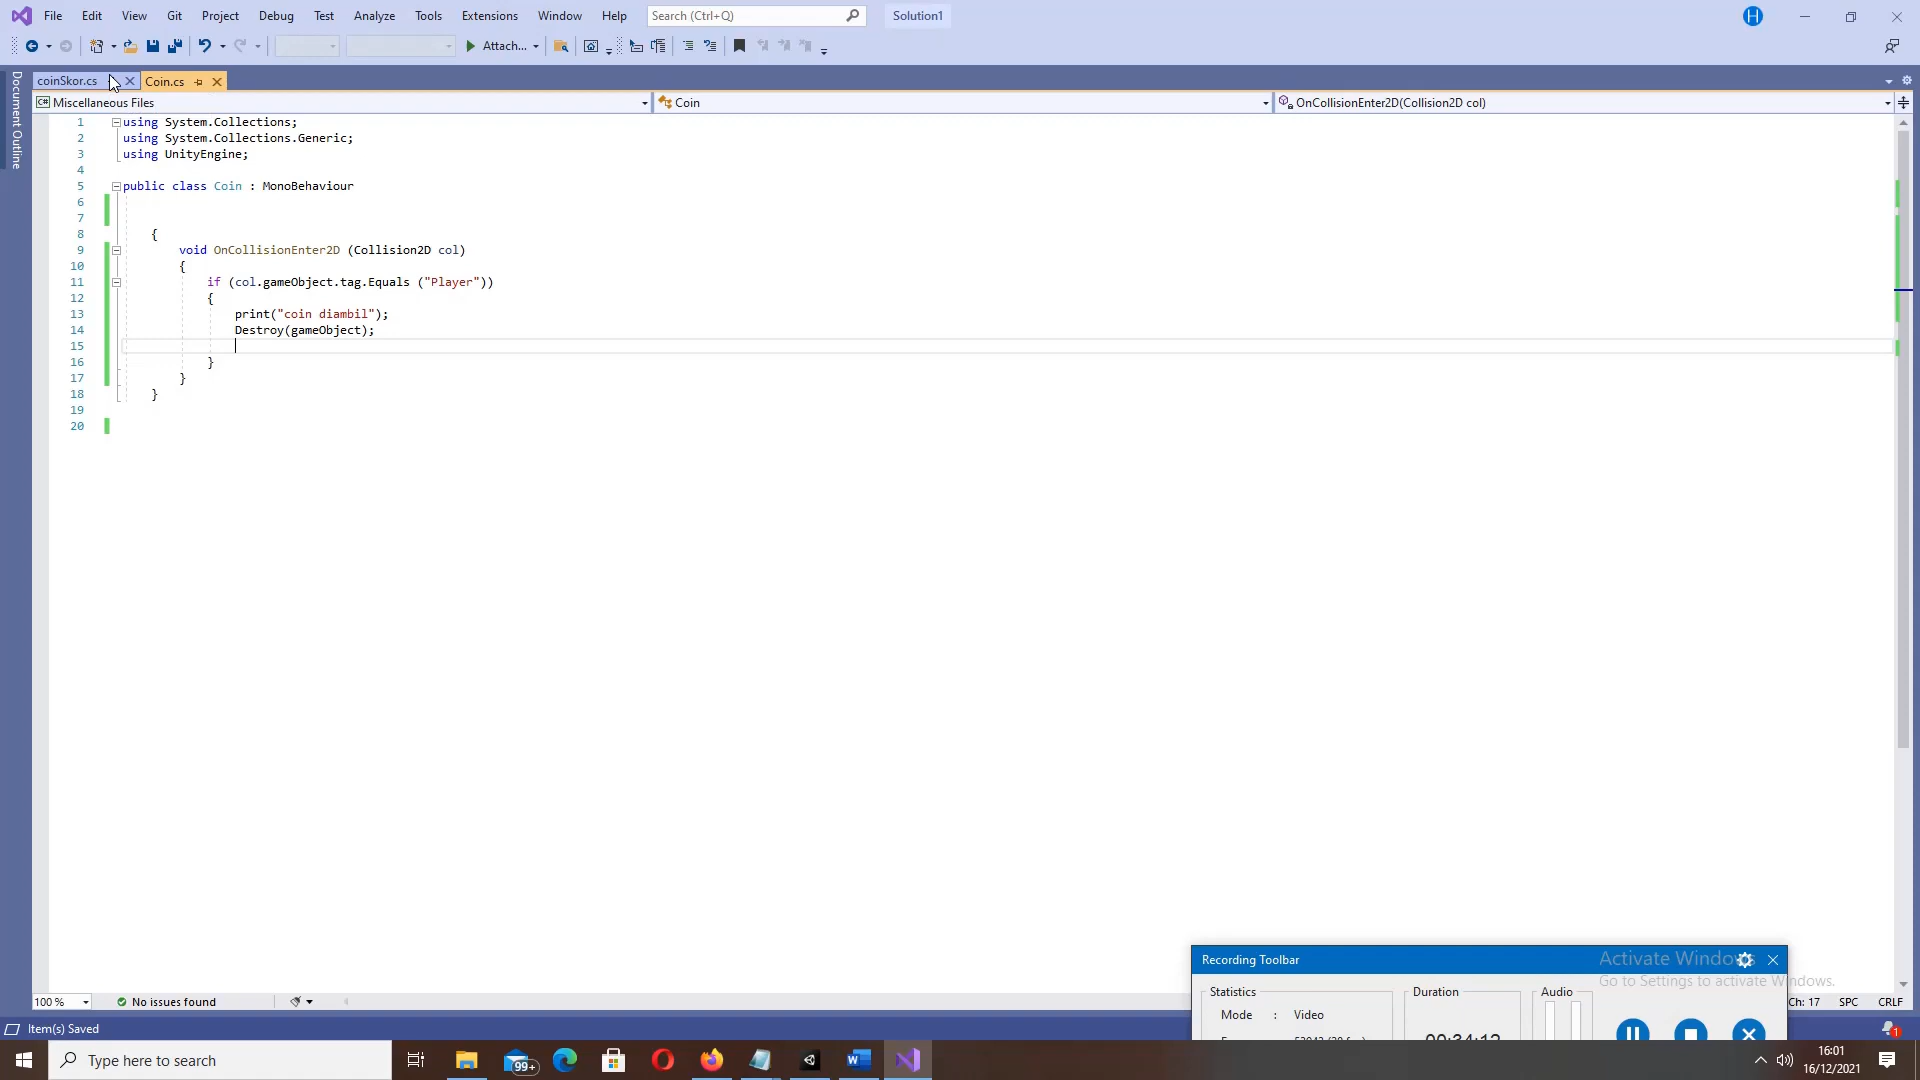 File Edit View Git Project Debug Test Analyze Tools Extensions Window Help Search (Ctrl+Q) Solution1
Attach...
coinSkor.cs Coin.cs
Document Outline
Miscellaneous Files Coin OnCollisionEnter2D(Collision2D col)
1 using System.Collections;
2 using System.Collections.Generic;
3 using UnityEngine;
4
5 public class Coin : MonoBehaviour
6
7
8 {
9 void OnCollisionEnter2D (Collision2D col)
10 {
11 if (col.gameObject.tag.Equals ("Player"))
12 {
13 print("coin diambil");
14 Destroy(gameObject);
15
16 }
17 }
18 }
19
20
Recording Toolbar
Activate Windows
Go to Settings to activate Windows.
Statistics Duration Audio
Mode : Video
100 % No issues found Ch: 17 SPC CRLF
Item(s) Saved 1
Type here to search 99+ 16:01
16/12/2021